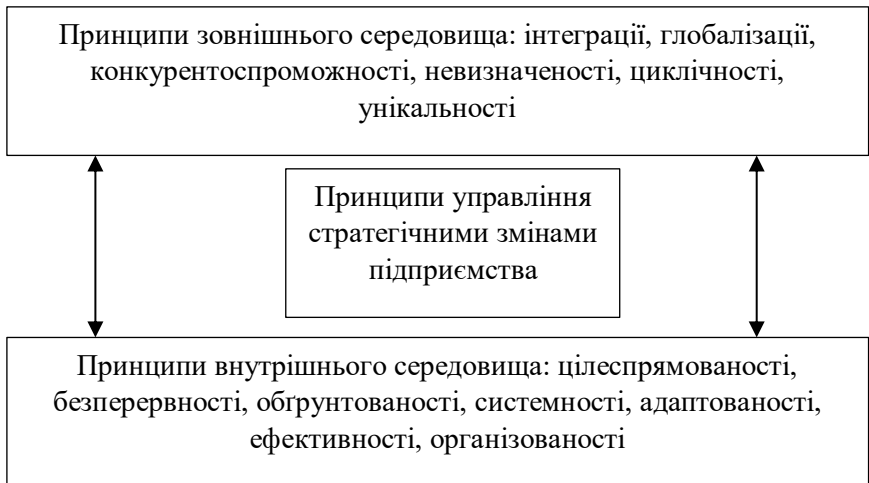 Принципи зовнішнього середовища: інтеграції, глобалізації,
конкурентоспроможності, невизначеності, циклічності,
унікальності
Принципи управління
стратегічними змінами
підприємства
Принципи внутрішнього середовища: цілеспрямованості,
безперервності, обґрунтованості, системності, адаптованості,
ефективності, організованості